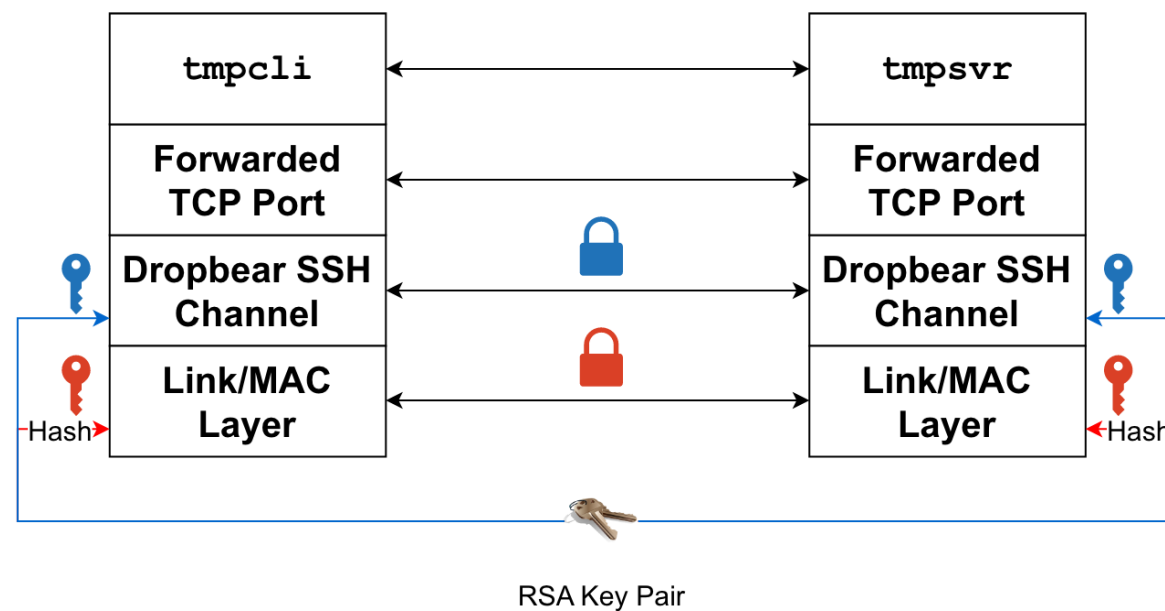 tmpcli
tmpsvr
Forwarded
TCP Port
Forwarded
TCP Port
Dropbear SSH
Channel
Dropbear SSH
Channel
Link/MAC
Layer
Link/MAC
Layer
Hash
Hash
RSA Key Pair